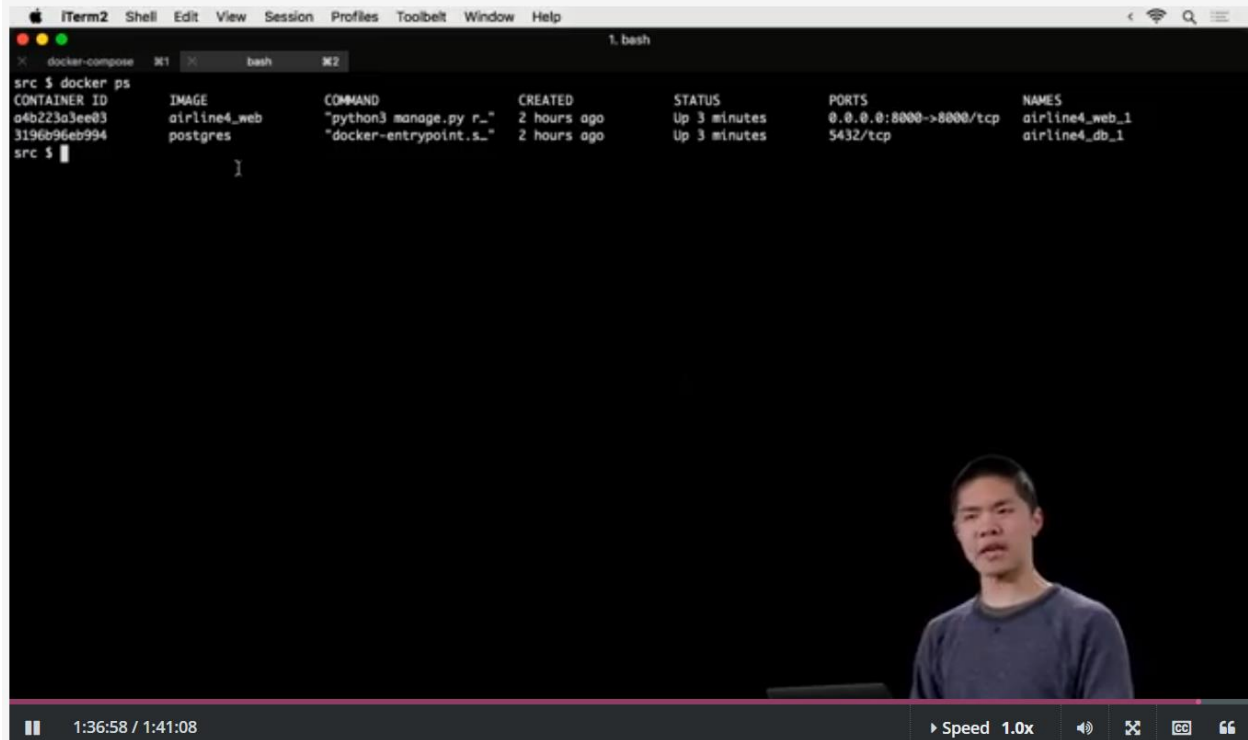 iTerm2 Shell Edit View Session Profiles Toolbelt Window Help
1. bash
docker-compose ⌘1 bash ⌘2
src $ docker ps
CONTAINER ID IMAGE COMMAND CREATED STATUS PORTS NAMES
a4b223a3ee03 airline4_web "python3 manage.py r…" 2 hours ago Up 3 minutes 0.0.0.0:8000->8000/tcp airline4_web_1
3196b96eb994 postgres "docker-entrypoint.s…" 2 hours ago Up 3 minutes 5432/tcp airline4_db_1
src $
1:36:58 / 1:41:08 Speed 1.0x CC